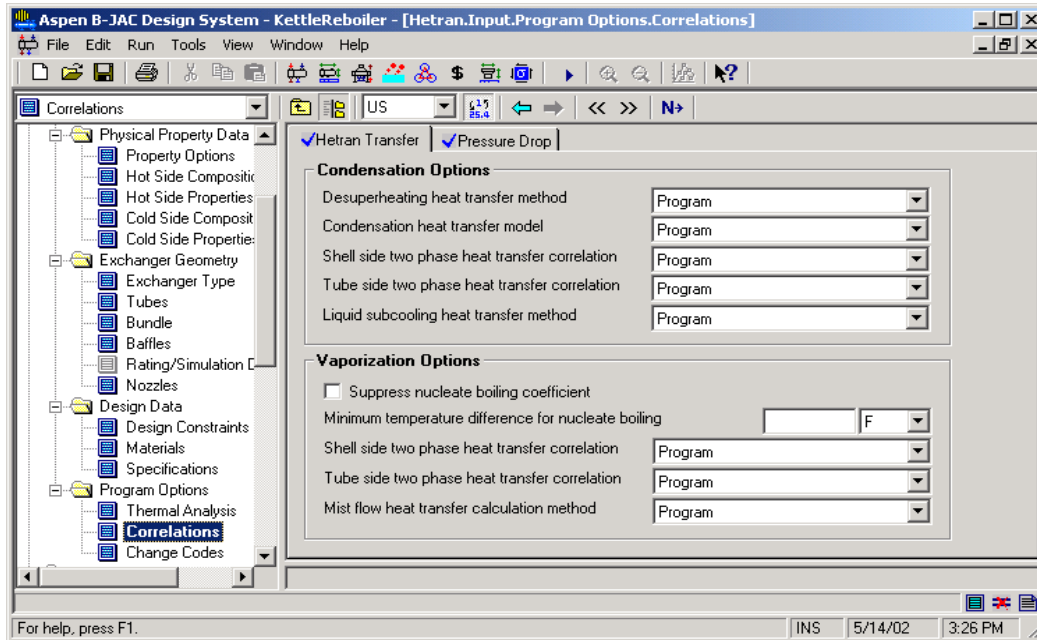 Aspen B-JAC Design System - KettleReboiler - [Hetran.Input.Program Options.Correlations]
File Edit Run Tools View Window Help
Correlations
US
N→
Physical Property Data
Property Options
Hot Side Compositic
Hot Side Properties
Cold Side Composit
Cold Side Propertie
Exchanger Geometry
Exchanger Type
Tubes
Bundle
Baffles
Rating/Simulation D
Nozzles
Design Data
Design Constraints
Materials
Specifications
Program Options
Thermal Analysis
Correlations
Change Codes
Hetran Transfer
Pressure Drop
Condensation Options
Desuperheating heat transfer method Program
Condensation heat transfer model Program
Shell side two phase heat transfer correlation Program
Tube side two phase heat transfer correlation Program
Liquid subcooling heat transfer method Program
Vaporization Options
Suppress nucleate boiling coefficient
Minimum temperature difference for nucleate boiling F
Shell side two phase heat transfer correlation Program
Tube side two phase heat transfer correlation Program
Mist flow heat transfer calculation method Program
For help, press F1. INS 5/14/02 3:26 PM